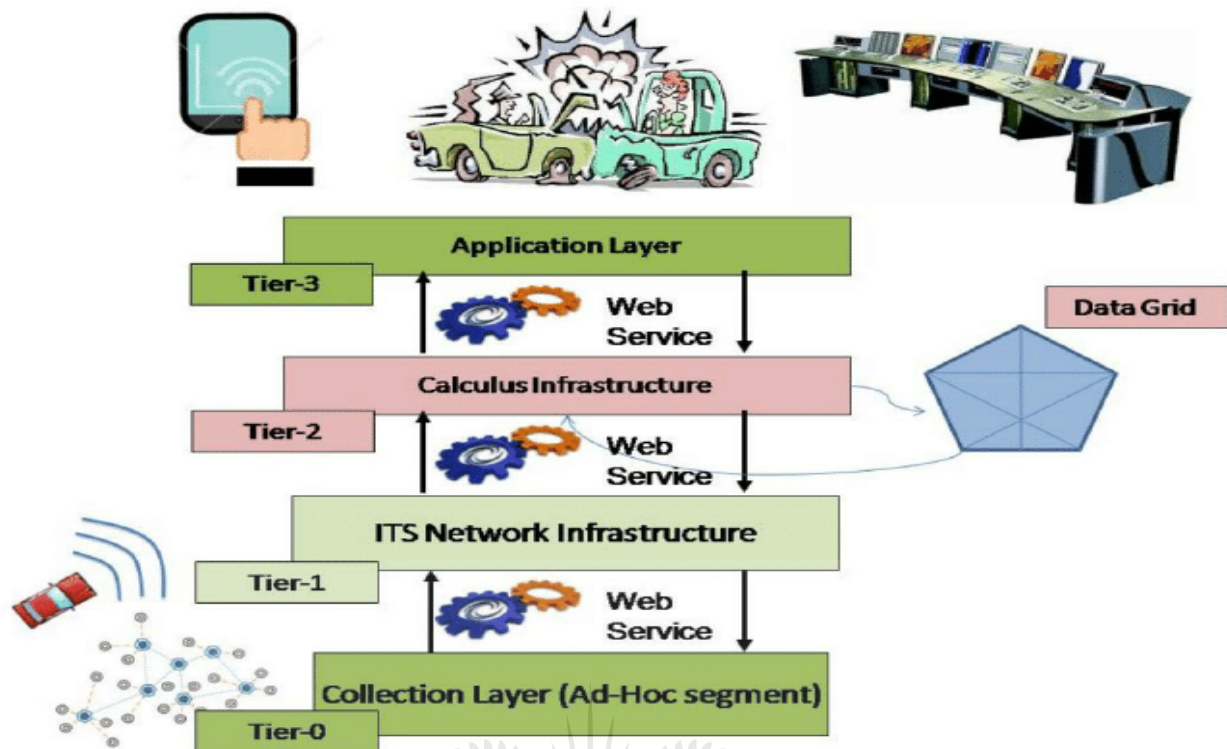 Application Layer
Tier-3
Web
Service
Data Grid
Calculus Infrastructure
Tier-2
Web
Service
ITS Network Infrastructure
Tier-1
Web
Service
Collection Layer (Ad-Hoc segment)
Tier-0